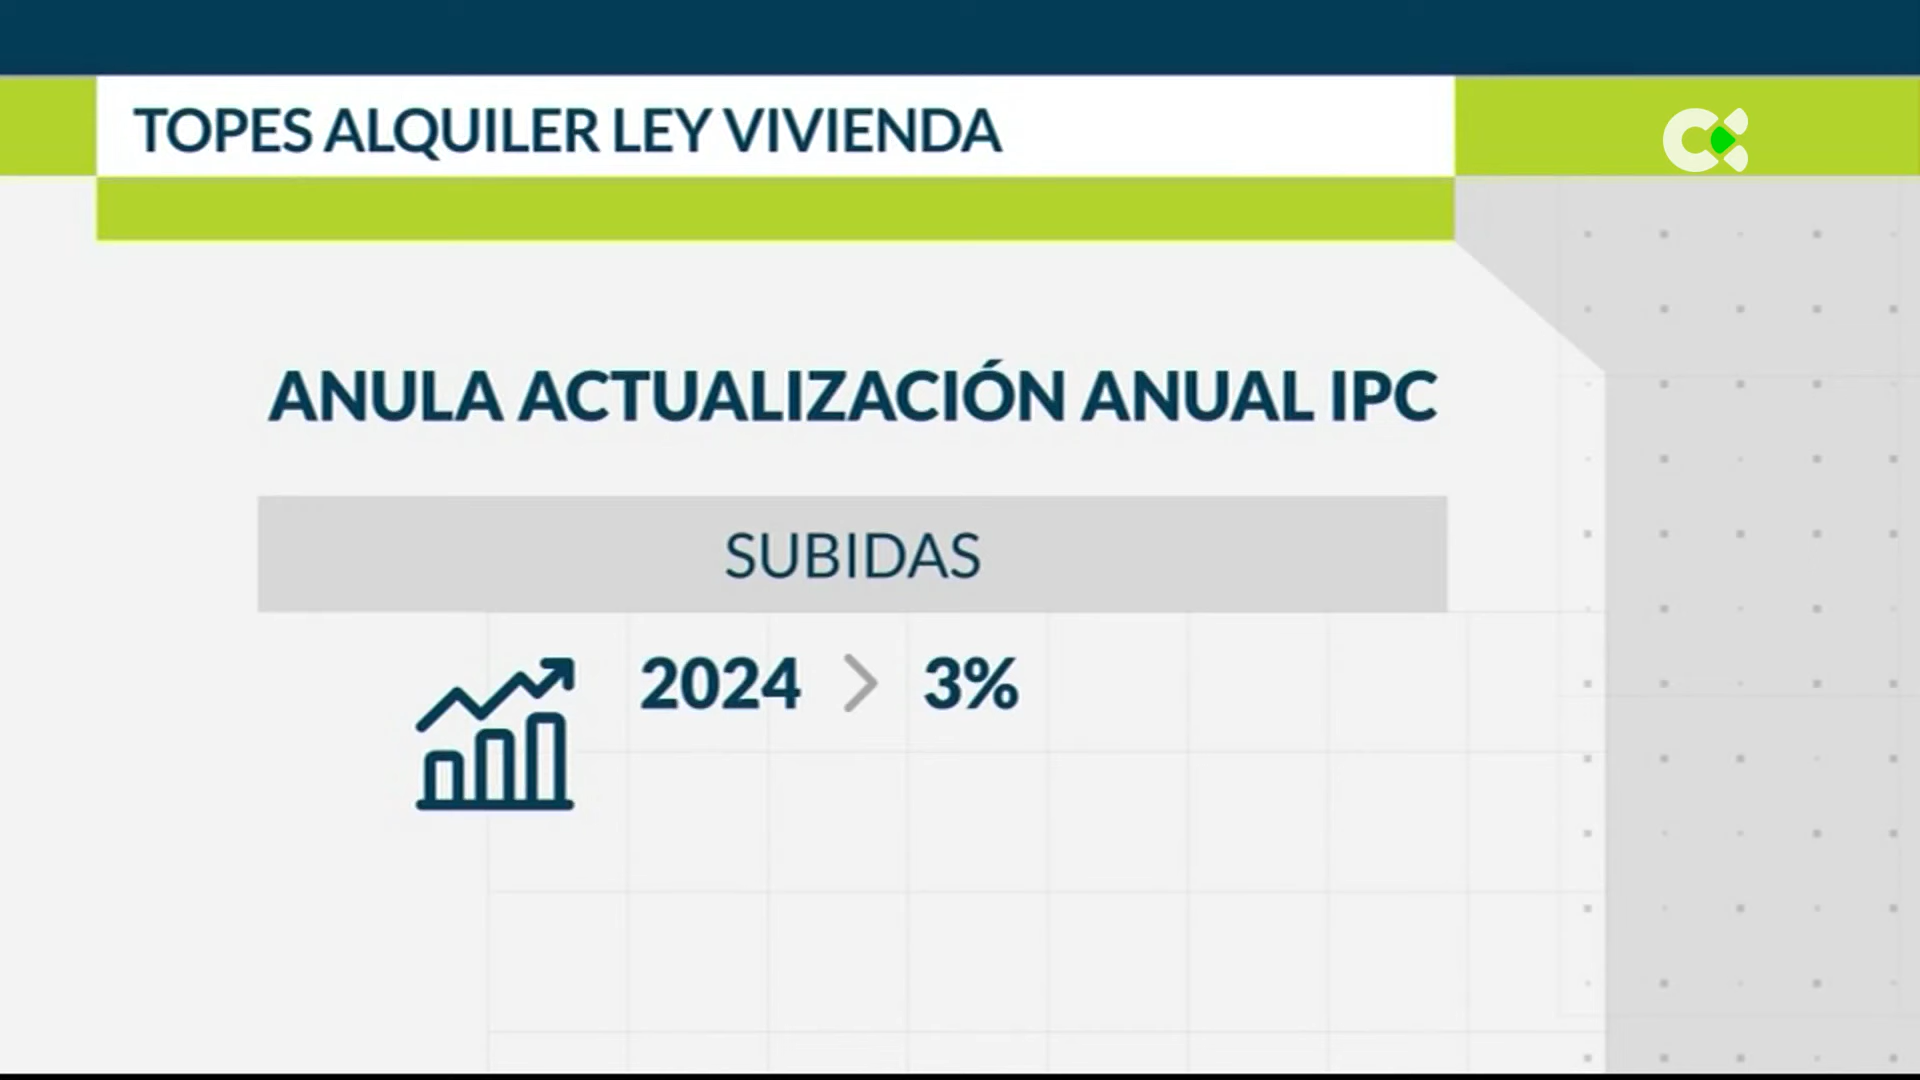 TOPES ALQUILER LEY VIVIENDA
ANULA ACTUALIZACIÓN ANUAL IPC
SUBIDAS
2024 > 3%